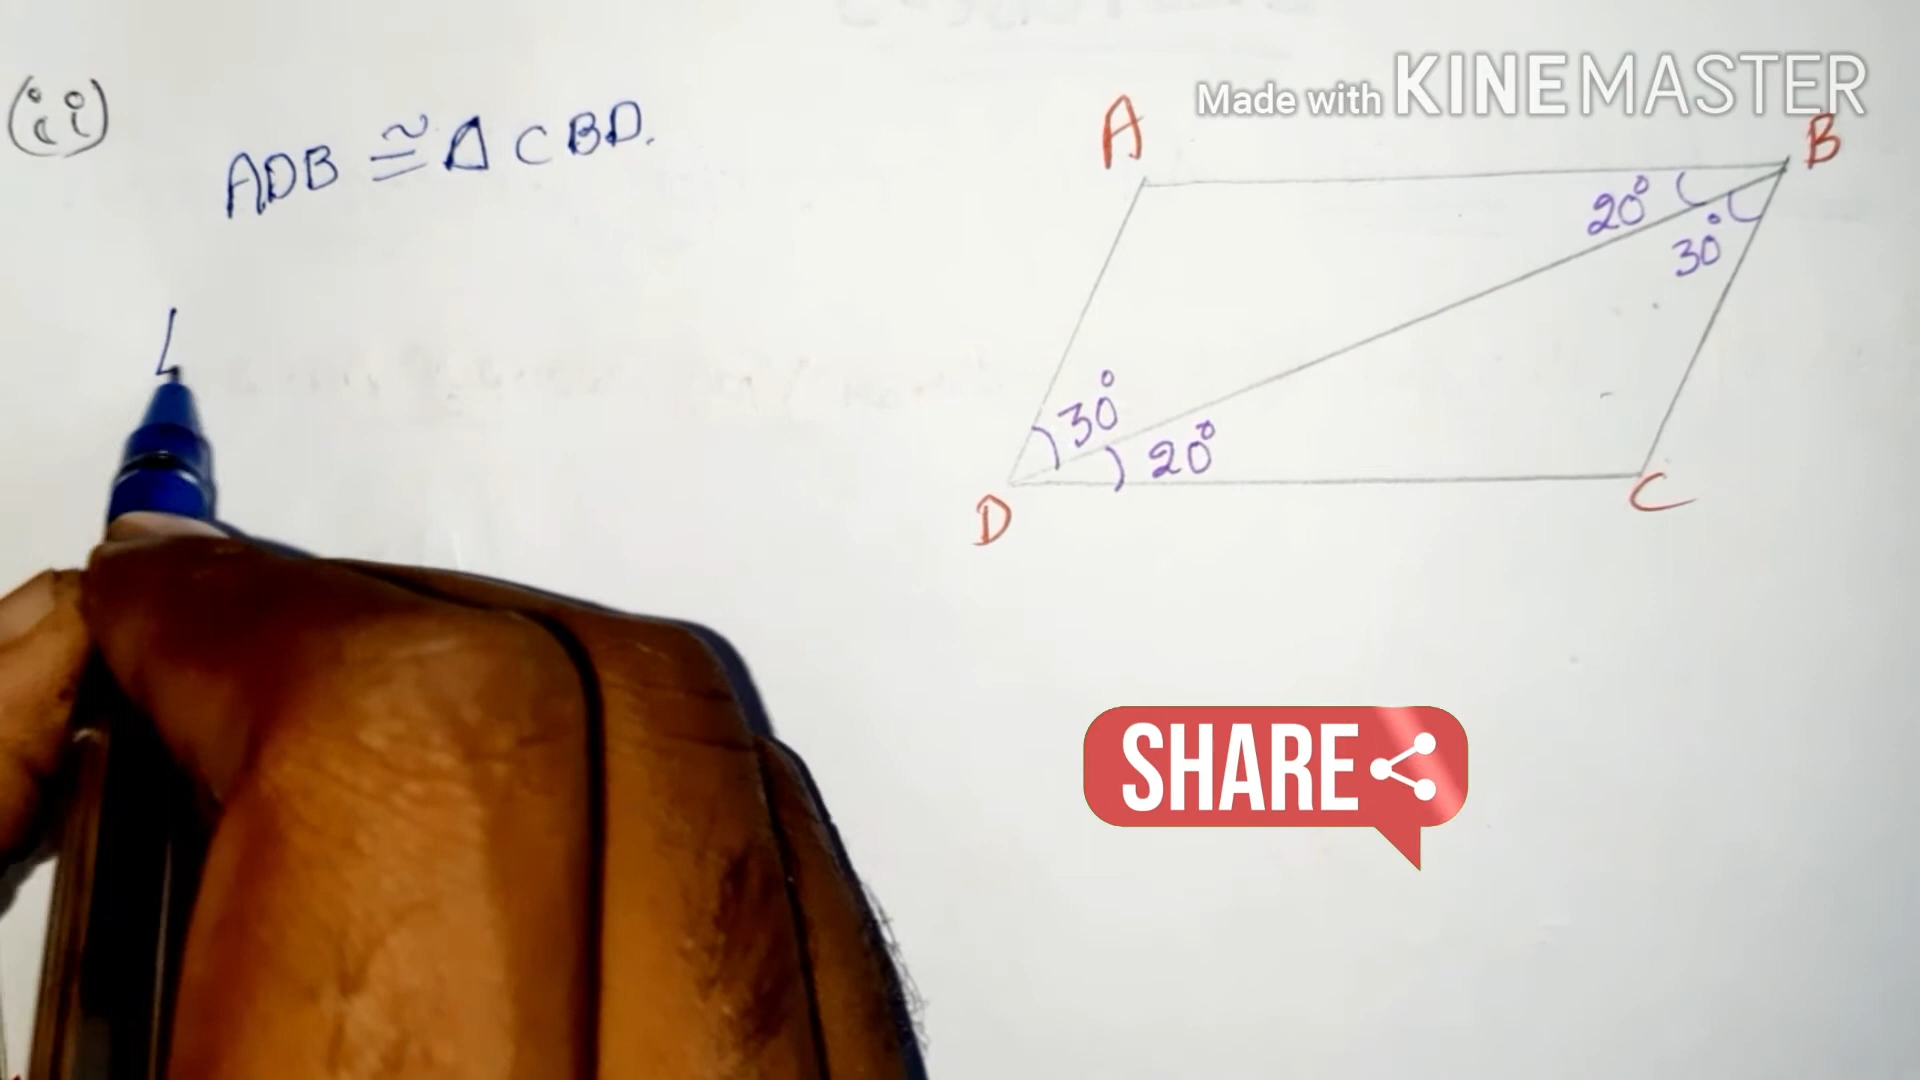 Made with KINEMASTER
(ii)
ADB ≅ Δ CBD.
A
B
20°
30°
30°
20°
D
C
SHARE